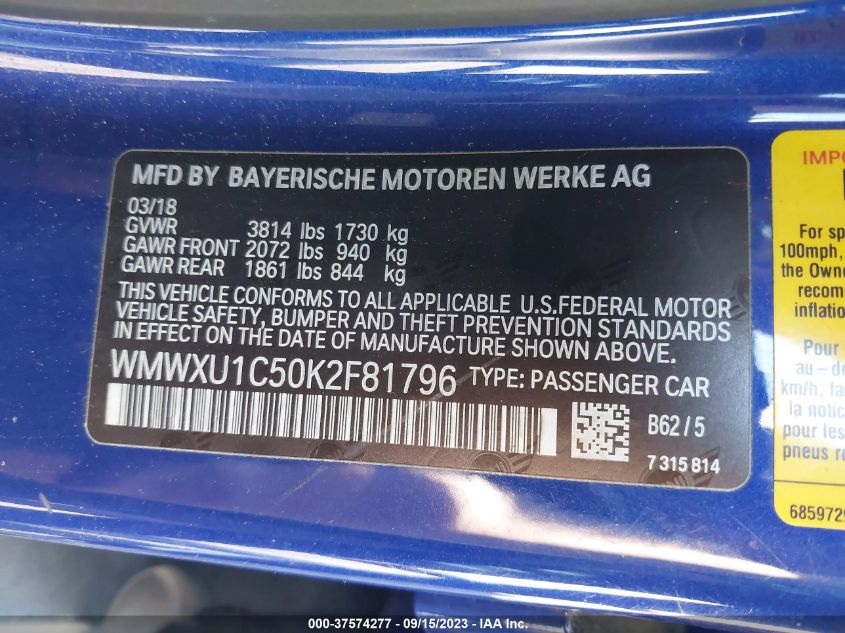 MFD BY BAYERISCHE MOTOREN WERKE AG
03/18
GVWR 3814 lbs 1730 kg
GAWR FRONT 2072 lbs 940 kg
GAWR REAR 1861 lbs 844 kg
THIS VEHICLE CONFORMS TO ALL APPLICABLE U.S.FEDERAL MOTOR
VEHICLE SAFETY, BUMPER AND THEFT PREVENTION STANDARDS
IN EFFECT ON THE DATE OF MANUFACTURE SHOWN ABOVE.
WMWXU1C50K2F81796 TYPE: PASSENGER CAR
B62/5
7315814
IMPO
For sp
100mph,
the Owne
recom
inflation
Pour
au-de
km/h, fa
la notic
pour les
pneus re
6859729
000-37574277 - 09/15/2023 - IAA Inc.